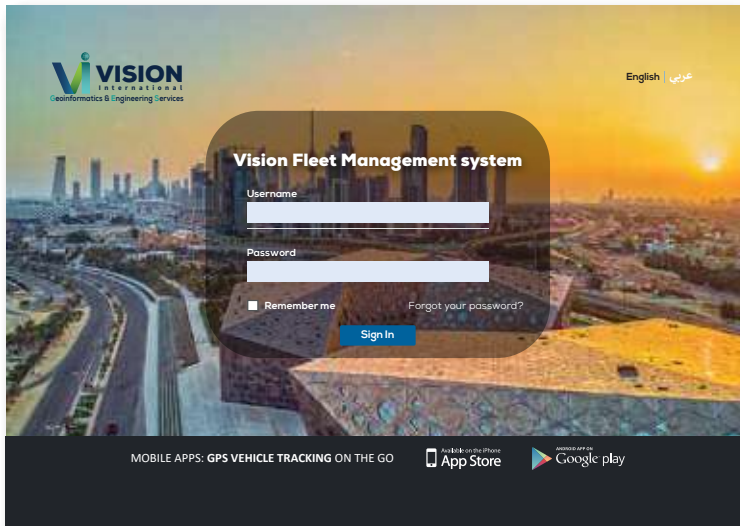 VISION
International
Geoinformatics & Engineering Services
English | عربي
Vision Fleet Management system
Username
Password
Remember me
Forgot your password?
Sign In
MOBILE APPS: GPS VEHICLE TRACKING ON THE GO
Available on the iPhone
App Store
ANDROID APP ON
Google play